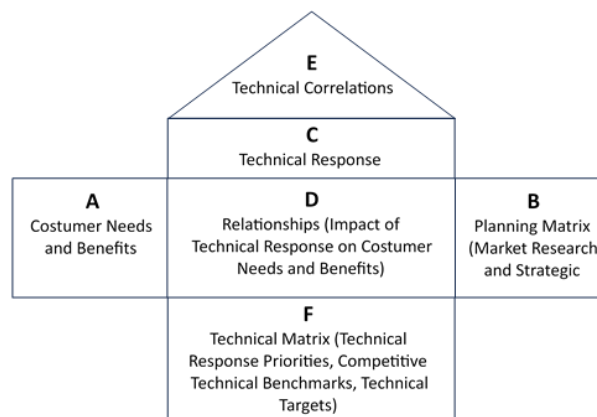 E
Technical Correlations
C
Technical Response
A
Costumer Needs
and Benefits
D
Relationships (Impact of
Technical Response on Costumer
Needs and Benefits)
B
Planning Matrix
(Market Research
and Strategic
F
Technical Matrix (Technical
Response Priorities, Competitive
Technical Benchmarks, Technical
Targets)